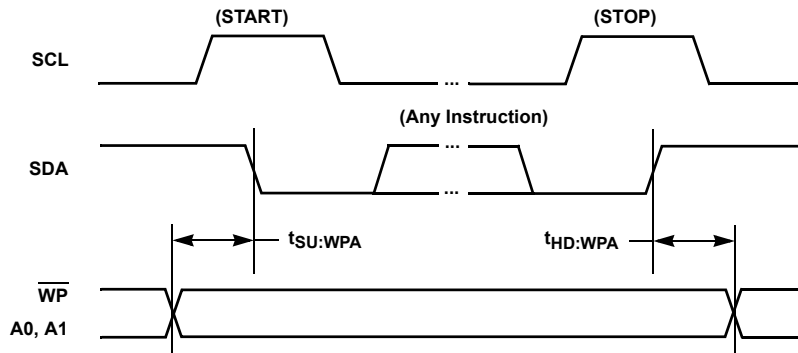 (START)
(STOP)
SCL
...
(Any Instruction)
...
SDA
...
tSU:WPA
tHD:WPA
WP
A0, A1